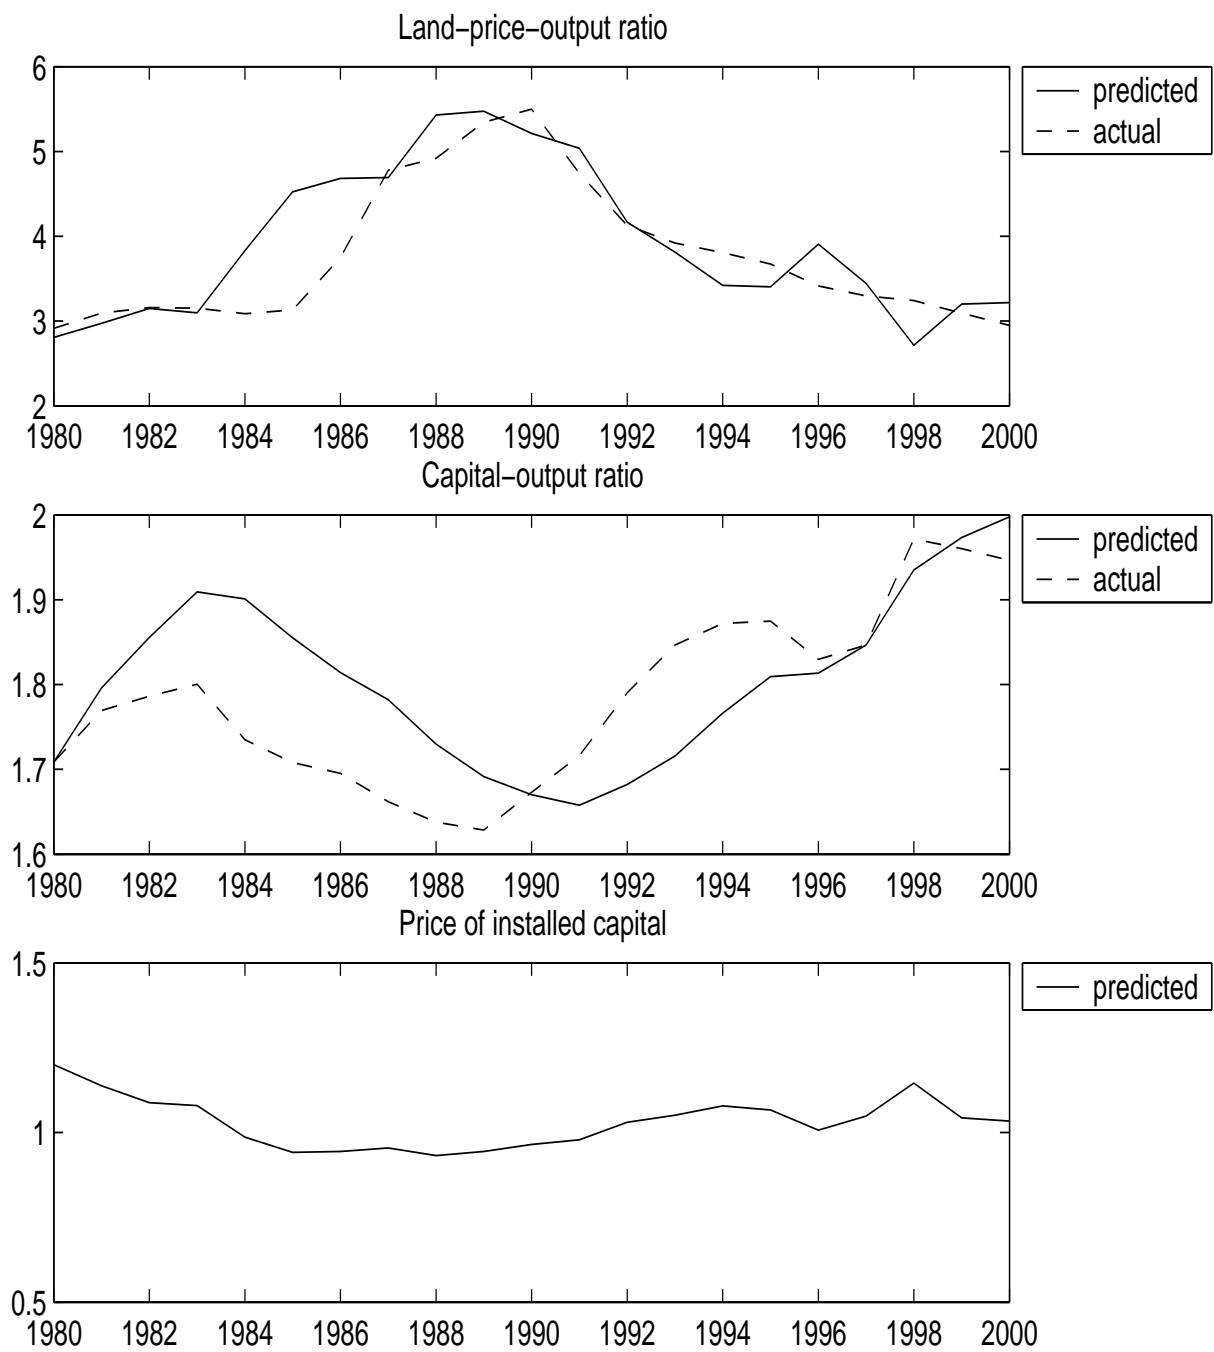 Land–price–output ratio
6
5
4
3
2
1980 1982 1984 1986 1988 1990 1992 1994 1996 1998 2000
predicted
actual
Capital–output ratio
2
1.9
1.8
1.7
1.6
1980 1982 1984 1986 1988 1990 1992 1994 1996 1998 2000
predicted
actual
Price of installed capital
1.5
1
0.5
1980 1982 1984 1986 1988 1990 1992 1994 1996 1998 2000
predicted